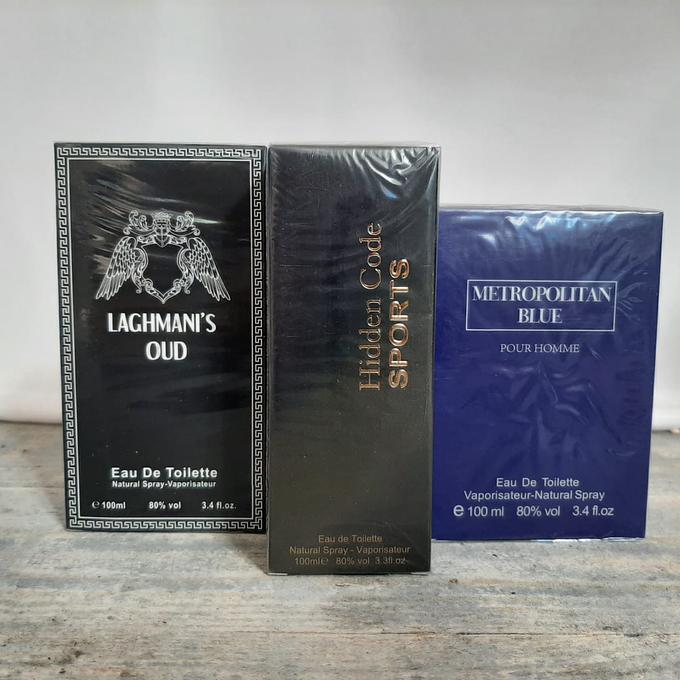 LAGHMANI'S
OUD
Eau De Toilette
Natural Spray-Vaporisateur
e 100ml 80% vol 3.4 fl.oz.
Hidden Code
SPORTS
Eau de Toilette
Natural Spray - Vaporisateur
100ml e 80% vol 3.3fl.oz
METROPOLITAN
BLUE
POUR HOMME
Eau De Toilette
Vaporisateur-Natural Spray
e 100 ml 80% vol 3.4 fl.oz